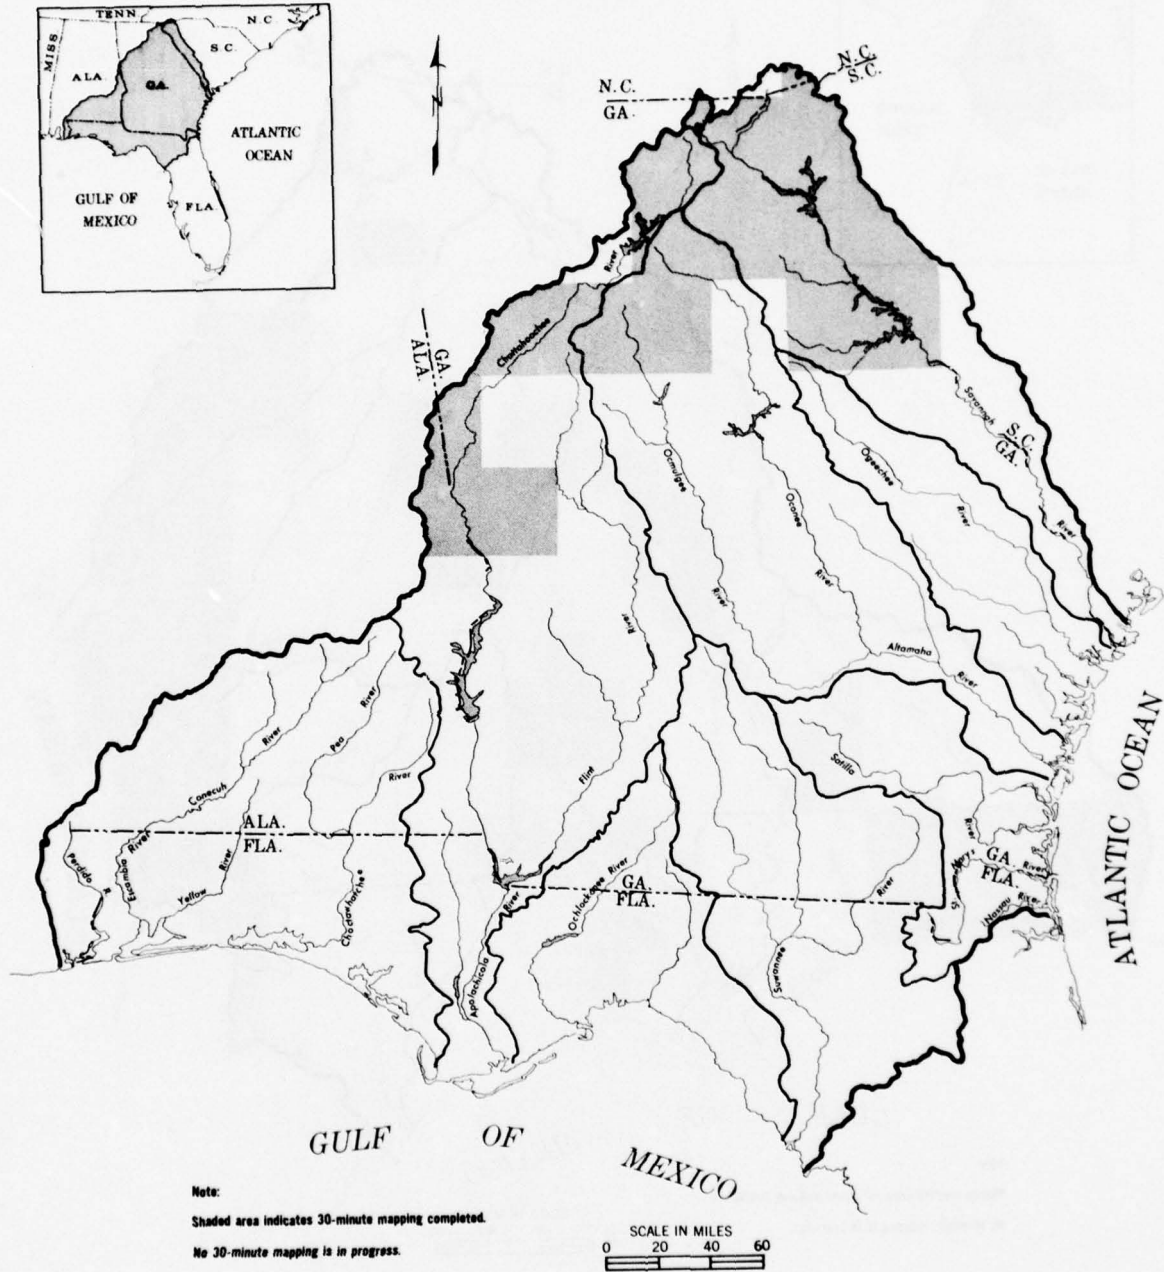 TENN.
N.C.
MISS
ALA.
GA.
S.C.
ATLANTIC
OCEAN
GULF OF
MEXICO
FLA
N
N.C.
GA.
N.C.
S.C.
GA.
ALA.
Chattahoochee
River
Savannah
S.C.
GA.
River
Ocmulgee
River
Oconee
River
Ogeechee
River
Altamaha
River
River
Flint
Pea
River
River
Conecuh
River
ALA.
FLA.
Perdido
R.
Escambia
River
Yellow
River
Choctawhatchee
Apalachicola
River
Ochlockonee River
GA.
FLA.
Suwannee
River
Satilla
River
St. Marys
GA.
FLA.
River
Nassau
River
ATLANTIC OCEAN
GULF OF MEXICO
Note:
Shaded area indicates 30-minute mapping completed.
No 30-minute mapping is in progress.
SCALE IN MILES
0 20 40 60